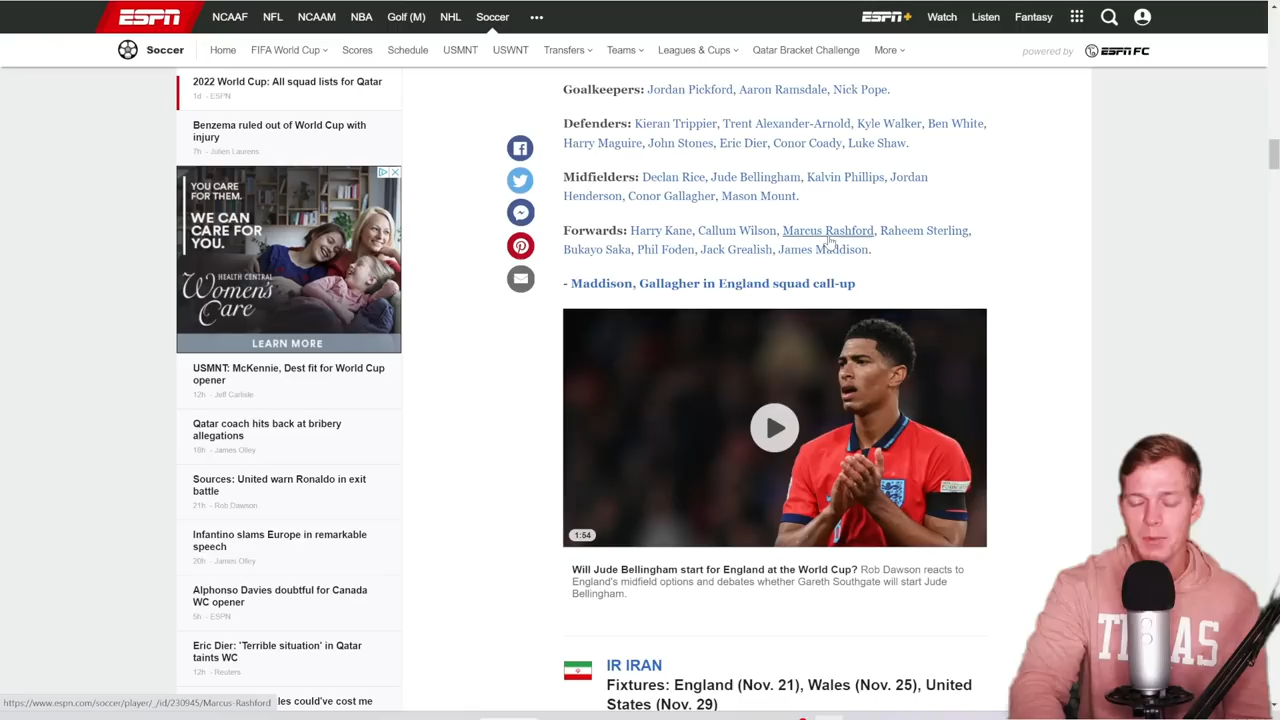 ESPN
NCAAF NFL NCAAM NBA Golf (M) NHL Soccer
ESPN+ Watch Listen Fantasy
Soccer Home FIFA World Cup Scores Schedule USMNT USWNT Transfers Teams Leagues & Cups Qatar Bracket Challenge More
powered by ESPN FC
2022 World Cup: All squad lists for Qatar
1d - ESPN
Benzema ruled out of World Cup with
injury
7h - Julien Laurens
YOU CARE
FOR THEM.
WE CAN
CARE FOR
YOU.
HEALTH CENTRAL
Women's
Care
LEARN MORE
USMNT: McKennie, Dest fit for World Cup
opener
12h - Jeff Carlisle
Qatar coach hits back at bribery
allegations
18h - James Olley
Sources: United warn Ronaldo in exit
battle
21h - Rob Dawson
Infantino slams Europe in remarkable
speech
20h - James Olley
Alphonso Davies doubtful for Canada
WC opener
5h - ESPN
Eric Dier: 'Terrible situation' in Qatar
taints WC
12h - Reuters
les could've cost me
https://www.espn.com/soccer/player/_/id/230945/Marcus-Rashford
Goalkeepers: Jordan Pickford, Aaron Ramsdale, Nick Pope.
Defenders: Kieran Trippier, Trent Alexander-Arnold, Kyle Walker, Ben White,
Harry Maguire, John Stones, Eric Dier, Conor Coady, Luke Shaw.
Midfielders: Declan Rice, Jude Bellingham, Kalvin Phillips, Jordan
Henderson, Conor Gallagher, Mason Mount.
Forwards: Harry Kane, Callum Wilson, Marcus Rashford, Raheem Sterling,
Bukayo Saka, Phil Foden, Jack Grealish, James Maddison.
- Maddison, Gallagher in England squad call-up
1:54
Will Jude Bellingham start for England at the World Cup? Rob Dawson reacts to
England's midfield options and debates whether Gareth Southgate will start Jude
Bellingham.
IR IRAN
Fixtures: England (Nov. 21), Wales (Nov. 25), United
States (Nov. 29)